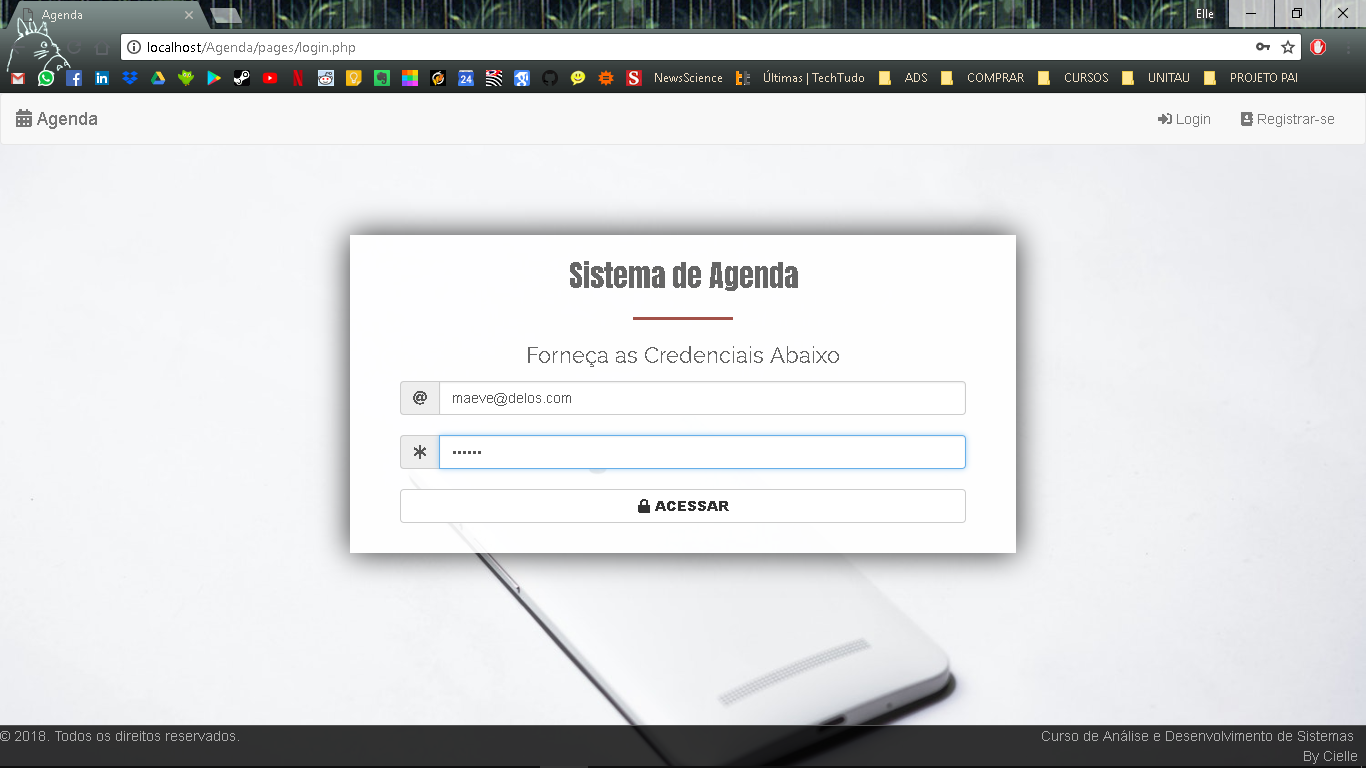 Agenda
Elle
localhost/Agenda/pages/login.php
24
S
NewsScience
Últimas | TechTudo
ADS
COMPRAR
CURSOS
UNITAU
PROJETO PAI
Agenda
Login
Registrar-se
Sistema de Agenda
Forneça as Credenciais Abaixo
@ maeve@delos.com
••••••
ACESSAR
© 2018. Todos os direitos reservados.
Curso de Análise e Desenvolvimento de Sistemas
By Cielle